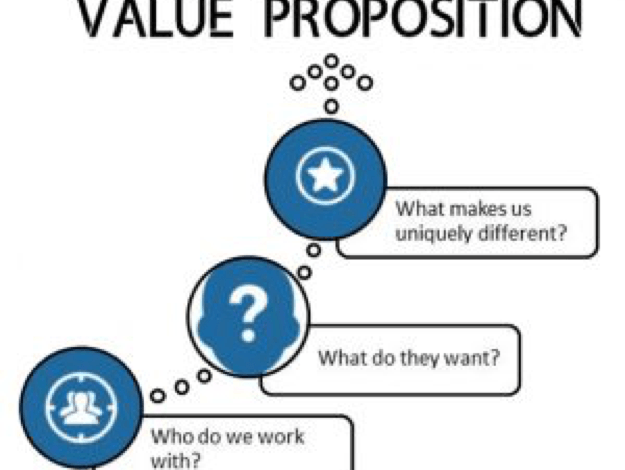 VALUE PROPOSITION
What makes us
uniquely different?
?
What do they want?
Who do we work
with?